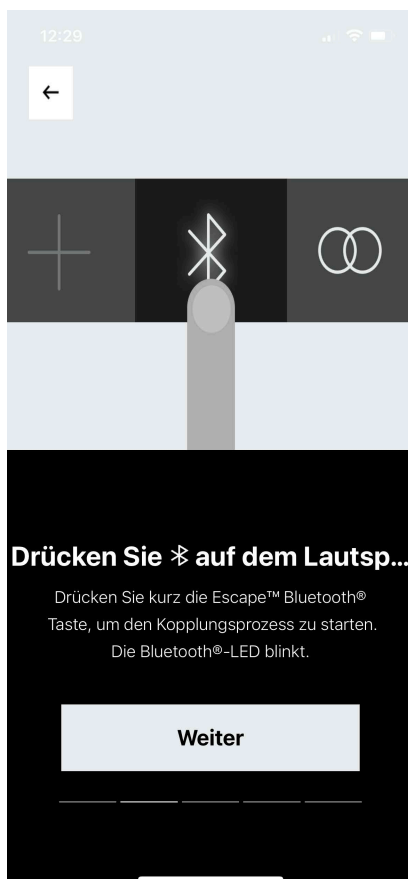 12:29
Drücken Sie auf dem Lautsp...
Drücken Sie kurz die Escape™ Bluetooth®
Taste, um den Kopplungsprozess zu starten.
Die Bluetooth®-LED blinkt.
Weiter